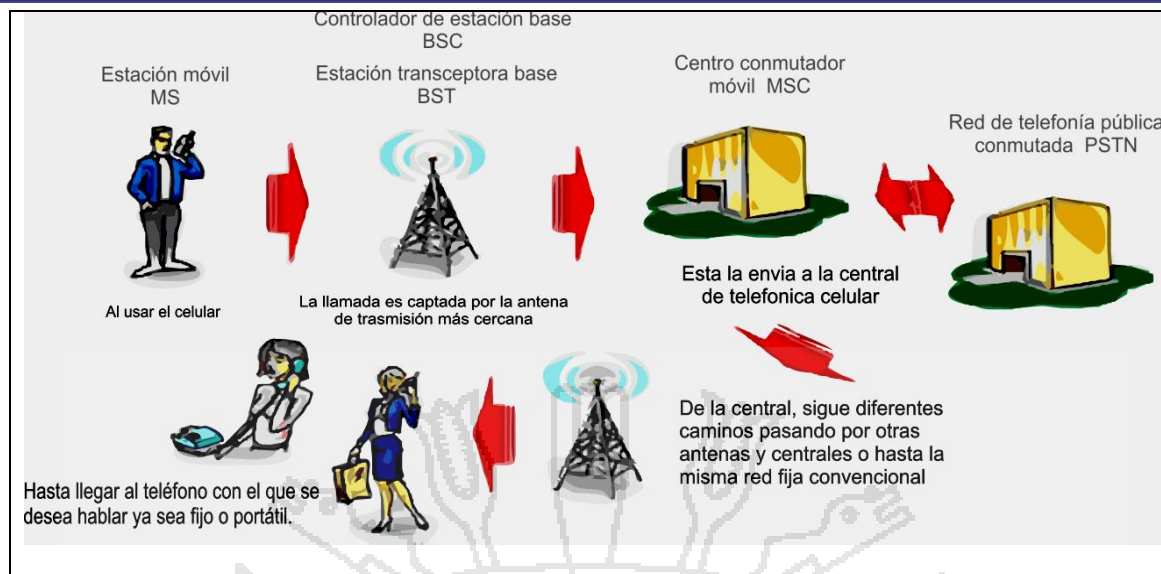 Controlador de estación base
BSC
Estación móvil
MS
Estación transceptora base
BST
Centro conmutador
móvil MSC
Red de telefonía pública
conmutada PSTN
Al usar el celular
La llamada es captada por la antena
de trasmisión más cercana
Esta la envia a la central
de telefonica celular
De la central, sigue diferentes
caminos pasando por otras
antenas y centrales o hasta la
misma red fija convencional
Hasta llegar al teléfono con el que se
desea hablar ya sea fijo o portátil.